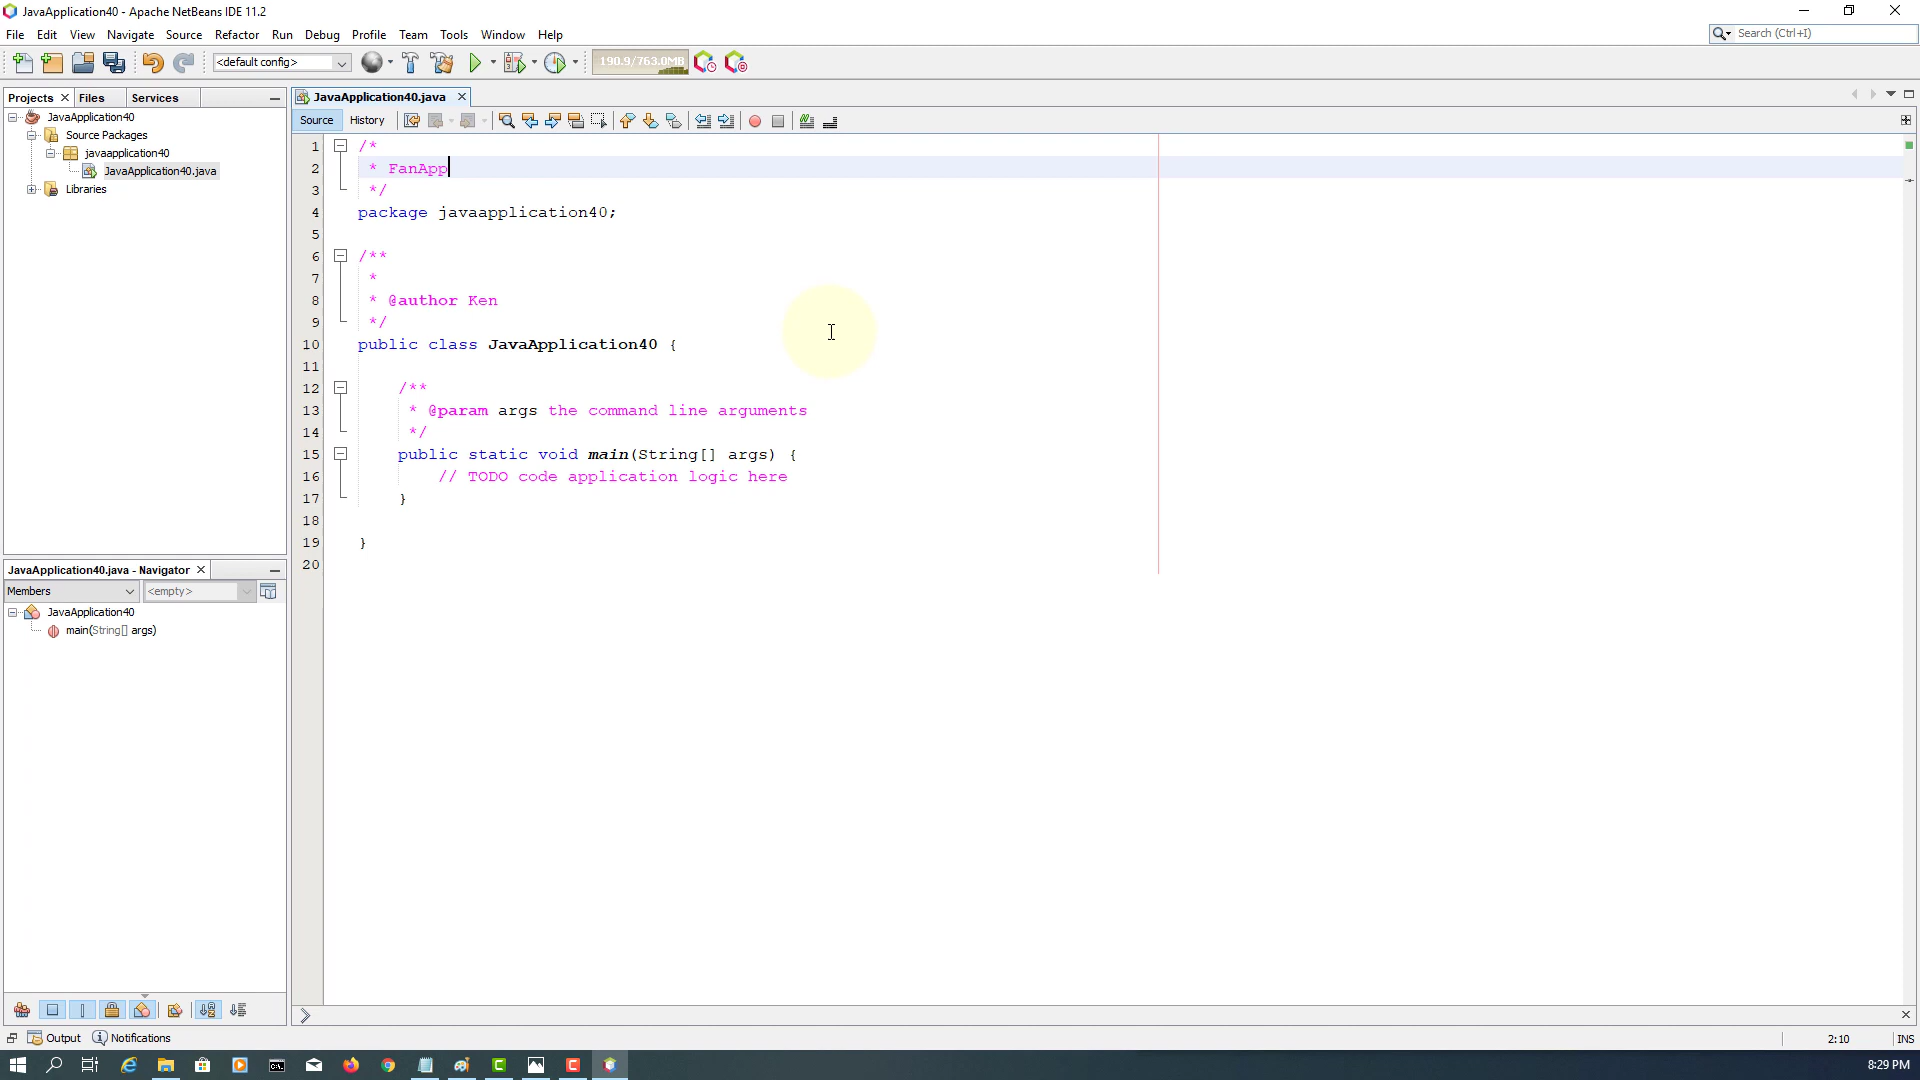 JavaApplication40 - Apache NetBeans IDE 11.2
File Edit View Navigate Source Refactor Run Debug Profile Team Tools Window Help
Search (Ctrl+I)
<default config>
190.9/763.0MB
Projects Files Services
JavaApplication40
Source Packages
javaapplication40
JavaApplication40.java
Libraries
JavaApplication40.java
Source History
1 /*
2 * FanApp
3 */
4 package javaapplication40;
5
6 /**
7 *
8 * @author Ken
9 */
10 public class JavaApplication40 {
11
12 /**
13 * @param args the command line arguments
14 */
15 public static void main(String[] args) {
16 // TODO code application logic here
17 }
18
19 }
20
JavaApplication40.java - Navigator
Members <empty>
JavaApplication40
main(String[] args)
Output Notifications
2:10 INS
8:29 PM